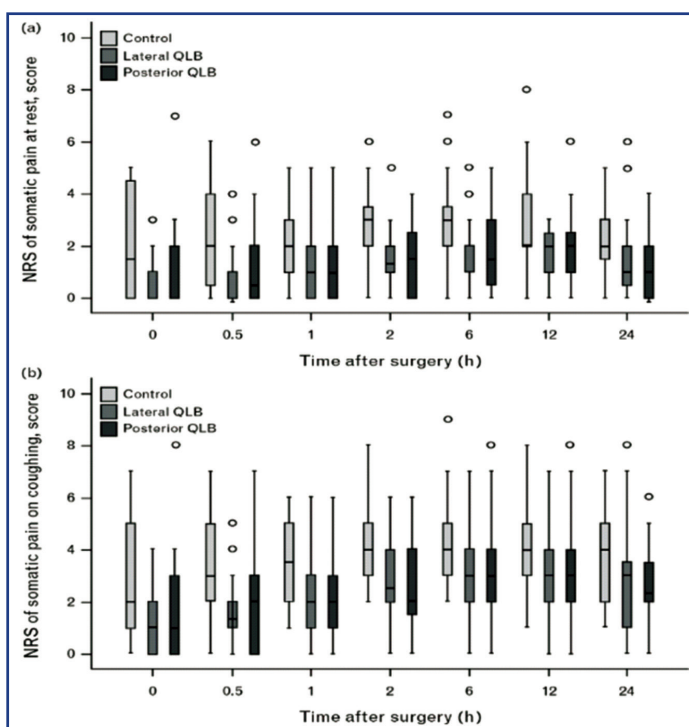 (a)
10
8
6
4
2
0
NRS of somatic pain at rest, score
Control
Lateral QLB
Posterior QLB
0 0.5 1 2 6 12 24
Time after surgery (h)
(b)
10
8
6
4
2
0
NRS of somatic pain on coughing, score
Control
Lateral QLB
Posterior QLB
0 0.5 1 2 6 12 24
Time after surgery (h)